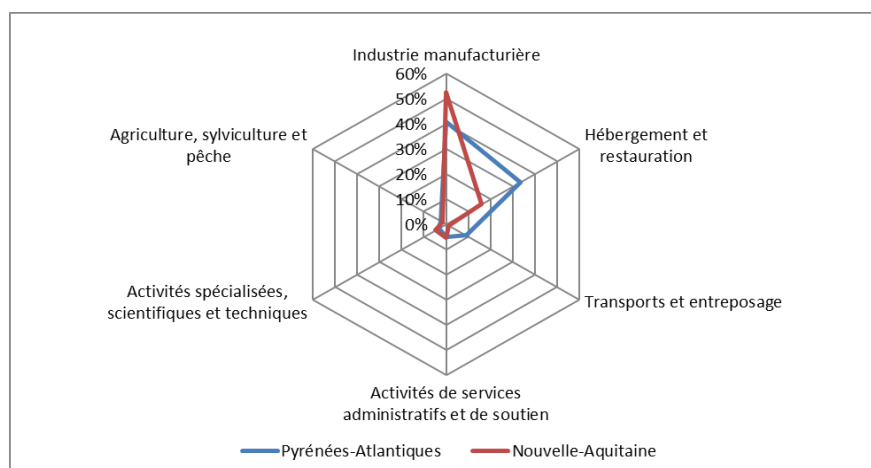 Industrie manufacturière
60%
50%
40%
30%
20%
10%
0%
Hébergement et
restauration
Transports et entreposage
Activités de services
administratifs et de soutien
Activités spécialisées,
scientifiques et techniques
Agriculture, sylviculture et
pêche
Pyrénées-Atlantiques
Nouvelle-Aquitaine